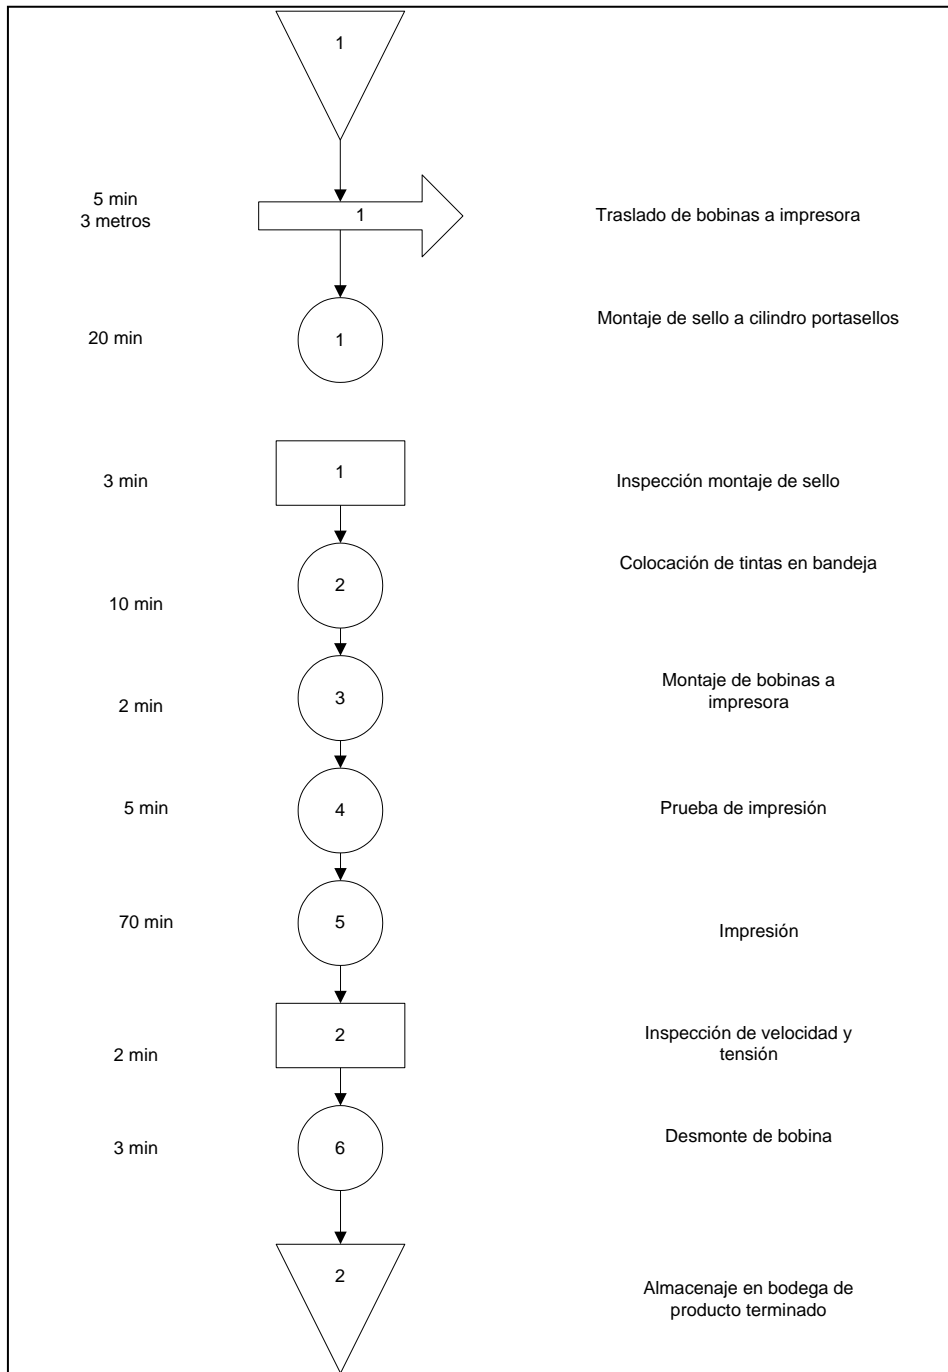 1
5 min
3 metros
1
Traslado de bobinas a impresora
20 min
1
Montaje de sello a cilindro portasellos
3 min
1
Inspección montaje de sello
10 min
2
Colocación de tintas en bandeja
2 min
3
Montaje de bobinas a
impresora
5 min
4
Prueba de impresión
70 min
5
Impresión
2 min
2
Inspección de velocidad y
tensión
3 min
6
Desmonte de bobina
2
Almacenaje en bodega de
producto terminado